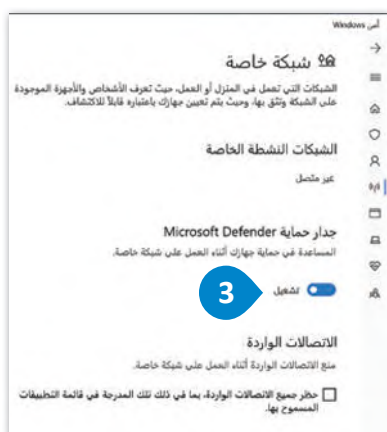 أمن Windows
شبكة خاصة
الشبكات التي تعمل في المنزل أو العمل، حيث تعرف الأشخاص والأجهزة الموجودة
على الشبكة وتثق بها، وحيث يتم تعيين جهازك باعتباره قابلاً للاكتشاف.
الشبكات النشطة الخاصة
غير متصل
جدار حماية Microsoft Defender
المساعدة في حماية جهازك أثناء العمل على شبكة خاصة.
تشغيل
3
الاتصالات الواردة
منع الاتصالات الواردة أثناء العمل على شبكة خاصة.
حظر جميع الاتصالات الواردة، بما في ذلك تلك المدرجة في قائمة التطبيقات
المسموح بها.